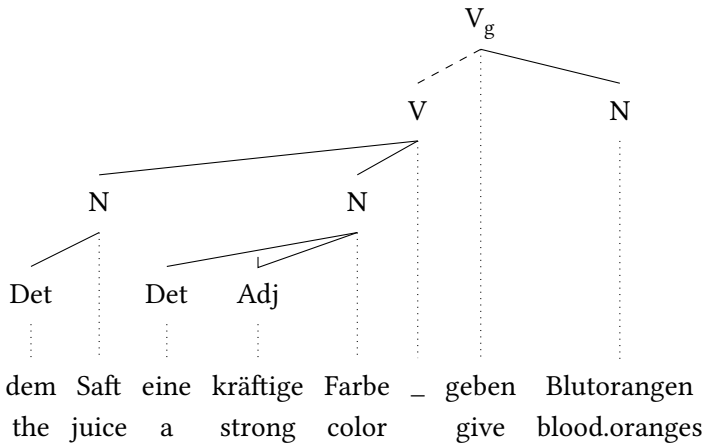 V_g
V N
N N
Det Det Adj
dem Saft eine kräftige Farbe _ geben Blutorangen
the juice a strong color give blood.oranges